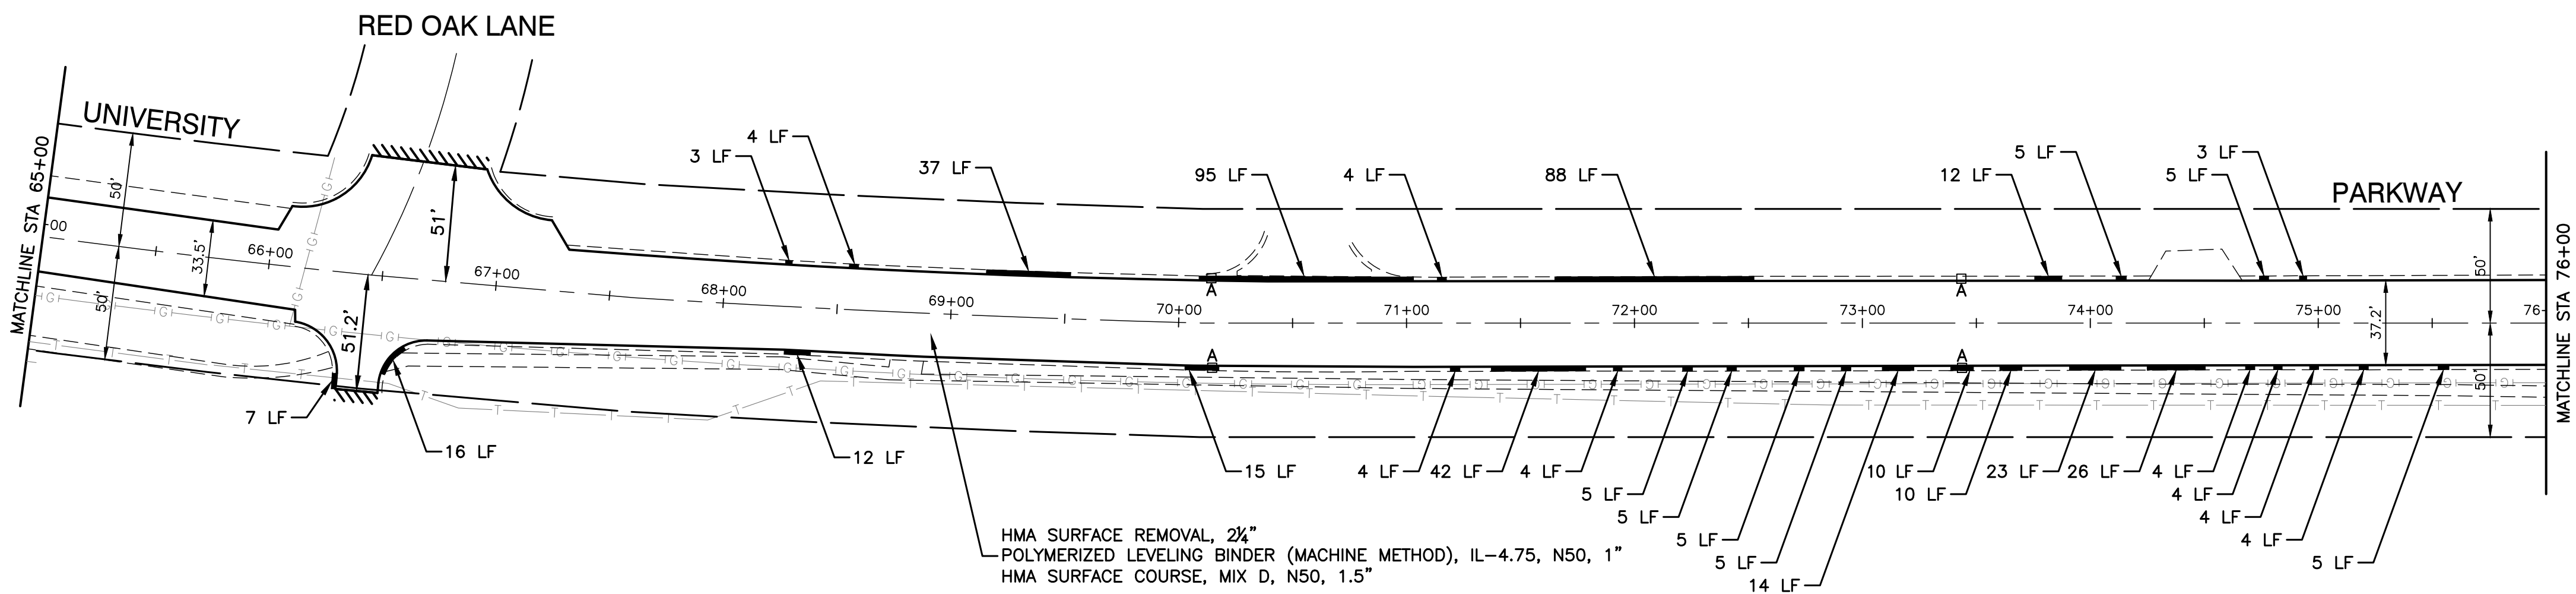 RED OAK LANE
UNIVERSITY
PARKWAY
MATCHLINE STA 65+00
MATCHLINE STA 76+00
3 LF
4 LF
37 LF
95 LF
4 LF
88 LF
12 LF
5 LF
5 LF
3 LF
50'
50'
33.5'
51'
51.2'
50'
50'
37.2'
-00
66+00
67+00
68+00
69+00
70+00
71+00
72+00
73+00
74+00
75+00
76-
A
A
A
A
7 LF
16 LF
12 LF
15 LF
4 LF
42 LF
4 LF
5 LF
5 LF
5 LF
5 LF
14 LF
10 LF
10 LF
23 LF
26 LF
4 LF
4 LF
4 LF
4 LF
5 LF
HMA SURFACE REMOVAL, 2¼"
POLYMERIZED LEVELING BINDER (MACHINE METHOD), IL-4.75, N50, 1"
HMA SURFACE COURSE, MIX D, N50, 1.5"